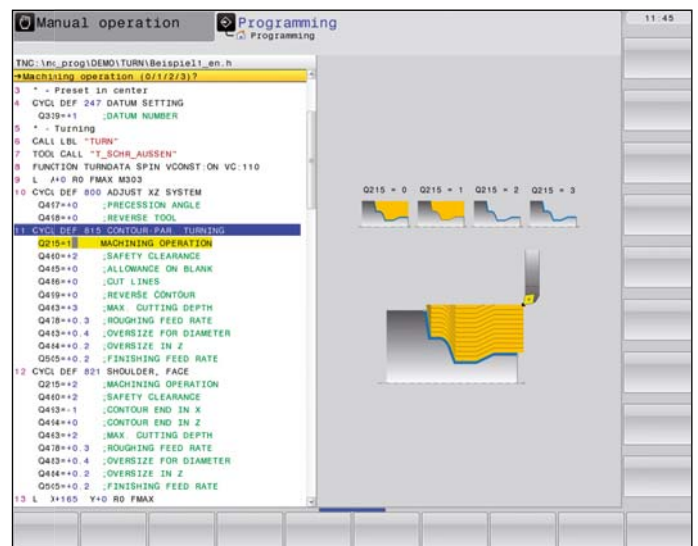 Manual operation
Programming
Programming
11:45
TNC:\nc_prog\DEMO\TURN\Beispiel1_en.h
→Machining operation (0/1/2/3)?
3 * - Preset in center
4 CYCL DEF 247 DATUM SETTING
Q339=+1 ;DATUM NUMBER
5 * - Turning
6 CALL LBL "TURN"
7 TOOL CALL "T_SCHR_AUSSEN"
8 FUNCTION TURNDATA SPIN VCONST:ON VC:110
9 L A+0 R0 FMAX M303
10 CYCL DEF 800 ADJUST XZ SYSTEM
Q497=+0 ;PRECESSION ANGLE
Q498=+0 ;REVERSE TOOL
11 CYCL DEF 815 CONTOUR-PAR. TURNING
Q215=1 MACHINING OPERATION
Q460=+2 ;SAFETY CLEARANCE
Q485=+0 ;ALLOWANCE ON BLANK
Q486=+0 ;CUT LINES
Q499=+0 ;REVERSE CONTOUR
Q463=+3 ;MAX. CUTTING DEPTH
Q478=+0.3 ;ROUGHING FEED RATE
Q483=+0.4 ;OVERSIZE FOR DIAMETER
Q484=+0.2 ;OVERSIZE IN Z
Q505=+0.2 ;FINISHING FEED RATE
12 CYCL DEF 821 SHOULDER, FACE
Q215=+2 ;MACHINING OPERATION
Q460=+2 ;SAFETY CLEARANCE
Q493=-1 ;CONTOUR END IN X
Q494=+0 ;CONTOUR END IN Z
Q463=+2 ;MAX. CUTTING DEPTH
Q478=+0.3 ;ROUGHING FEED RATE
Q483=+0.4 ;OVERSIZE FOR DIAMETER
Q484=+0.2 ;OVERSIZE IN Z
Q505=+0.2 ;FINISHING FEED RATE
13 L X+165 Y+0 R0 FMAX
Q215 = 0 Q215 = 1 Q215 = 2 Q215 = 3